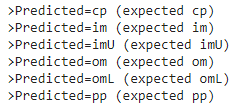 >Predicted=cp (expected cp)
>Predicted=im (expected im)
>Predicted=imU (expected imU)
>Predicted=om (expected om)
>Predicted=omL (expected omL)
>Predicted=pp (expected pp)